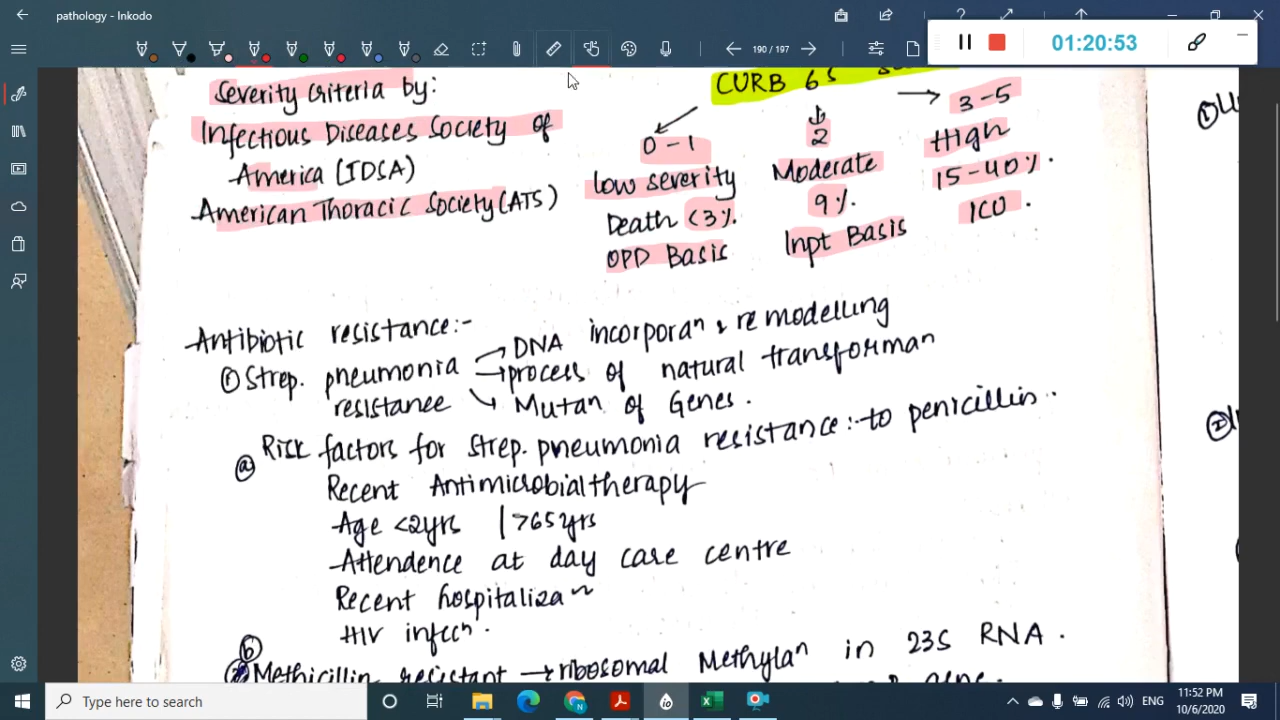 pathology - Inkodo
190 / 197
01:20:53
Severity Criteria by:
Infectious Diseases Society of
America (IDSA)
American Thoracic Society (ATS)
CURB 65
0-1
low severity
Death <3%.
OPD Basis
2
Moderate
9%.
Inpt Basis
3-5
High
15-40%.
ICU.
Antibiotic resistance:-
① Strep. pneumonia
resistance
DNA incorporaⁿ & remodelling
process of natural transformaⁿ
Mutaⁿ of Genes.
ⓐ Risk factors for Strep. pneumonia resistance:- to penicillin.
Recent Antimicrobial therapy
Age <2yrs | >65yrs
Attendence at day care centre
Recent hospitalizaⁿ
HIV infecⁿ.
ⓑ
Methicillin resistant → ribosomal Methylaⁿ in 23S RNA.
gene.
①
②
Type here to search
ENG
11:52 PM
10/6/2020